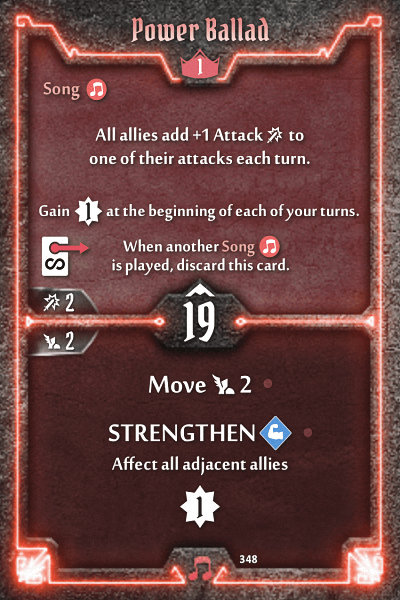 Power Ballad
1
Song
All allies add +1 Attack to
one of their attacks each turn.
Gain 1 at the beginning of each of your turns.
S
When another Song
is played, discard this card.
2
19
2
Move 2
STRENGTHEN
Affect all adjacent allies
1
348